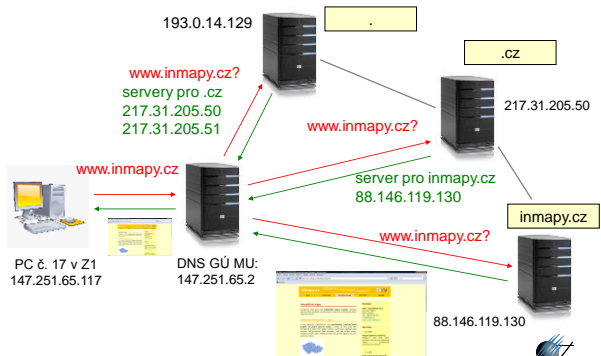 193.0.14.129
.
.cz
www.inmapy.cz?
servery pro .cz
217.31.205.50
217.31.205.51
217.31.205.50
www.inmapy.cz?
www.inmapy.cz
server pro inmapy.cz
88.146.119.130
inmapy.cz
www.inmapy.cz?
PC č. 17 v Z1
147.251.65.117
DNS GÚ MU:
147.251.65.2
88.146.119.130